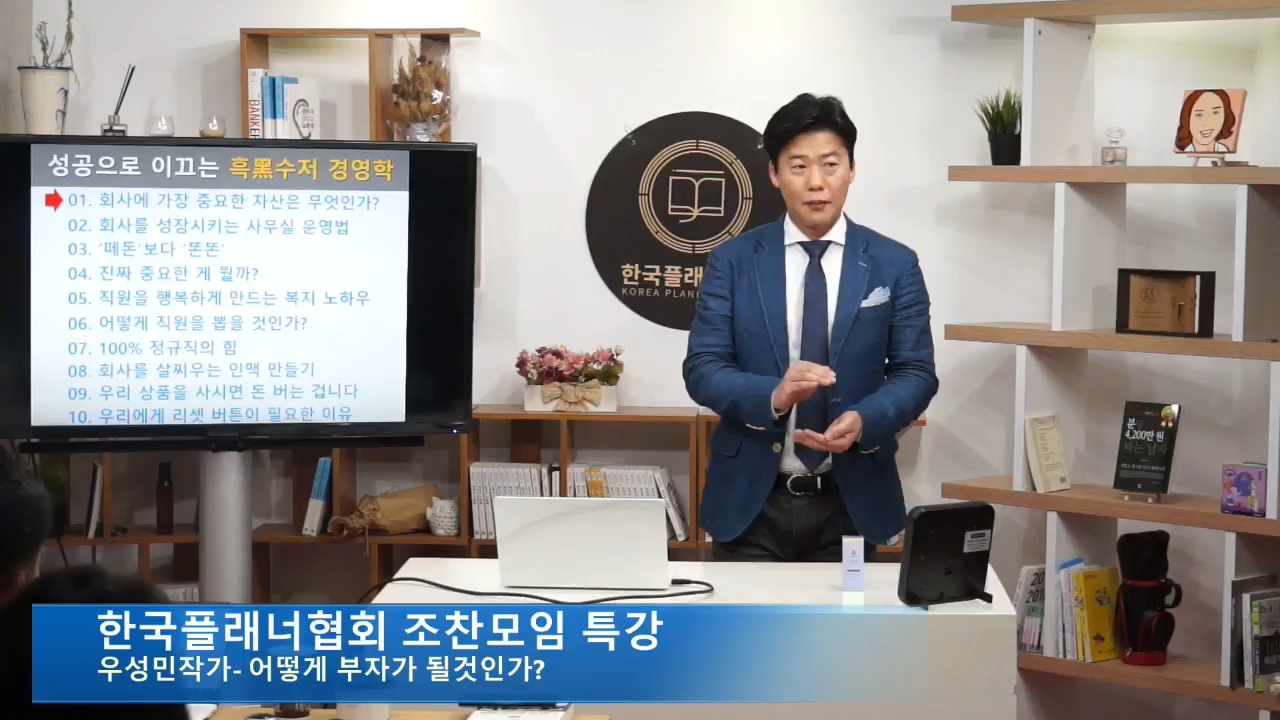 성공으로 이끄는 흑黑수저 경영학
01. 회사에 가장 중요한 자산은 무엇인가?
02. 회사를 성장시키는 사무실 운영법
03. '떼돈'보다 '똔똔'
04. 진짜 중요한 게 뭘까?
05. 직원을 행복하게 만드는 복지 노하우
06. 어떻게 직원을 뽑을 것인가?
07. 100% 정규직의 힘
08. 회사를 살찌우는 인맥 만들기
09. 우리 상품을 사시면 돈 버는 겁니다
10. 우리에게 리셋 버튼이 필요한 이유
BANKER
한국플래
KOREA PLAN
4,200만 원
한국플래너협회 조찬모임 특강
우성민작가- 어떻게 부자가 될것인가?